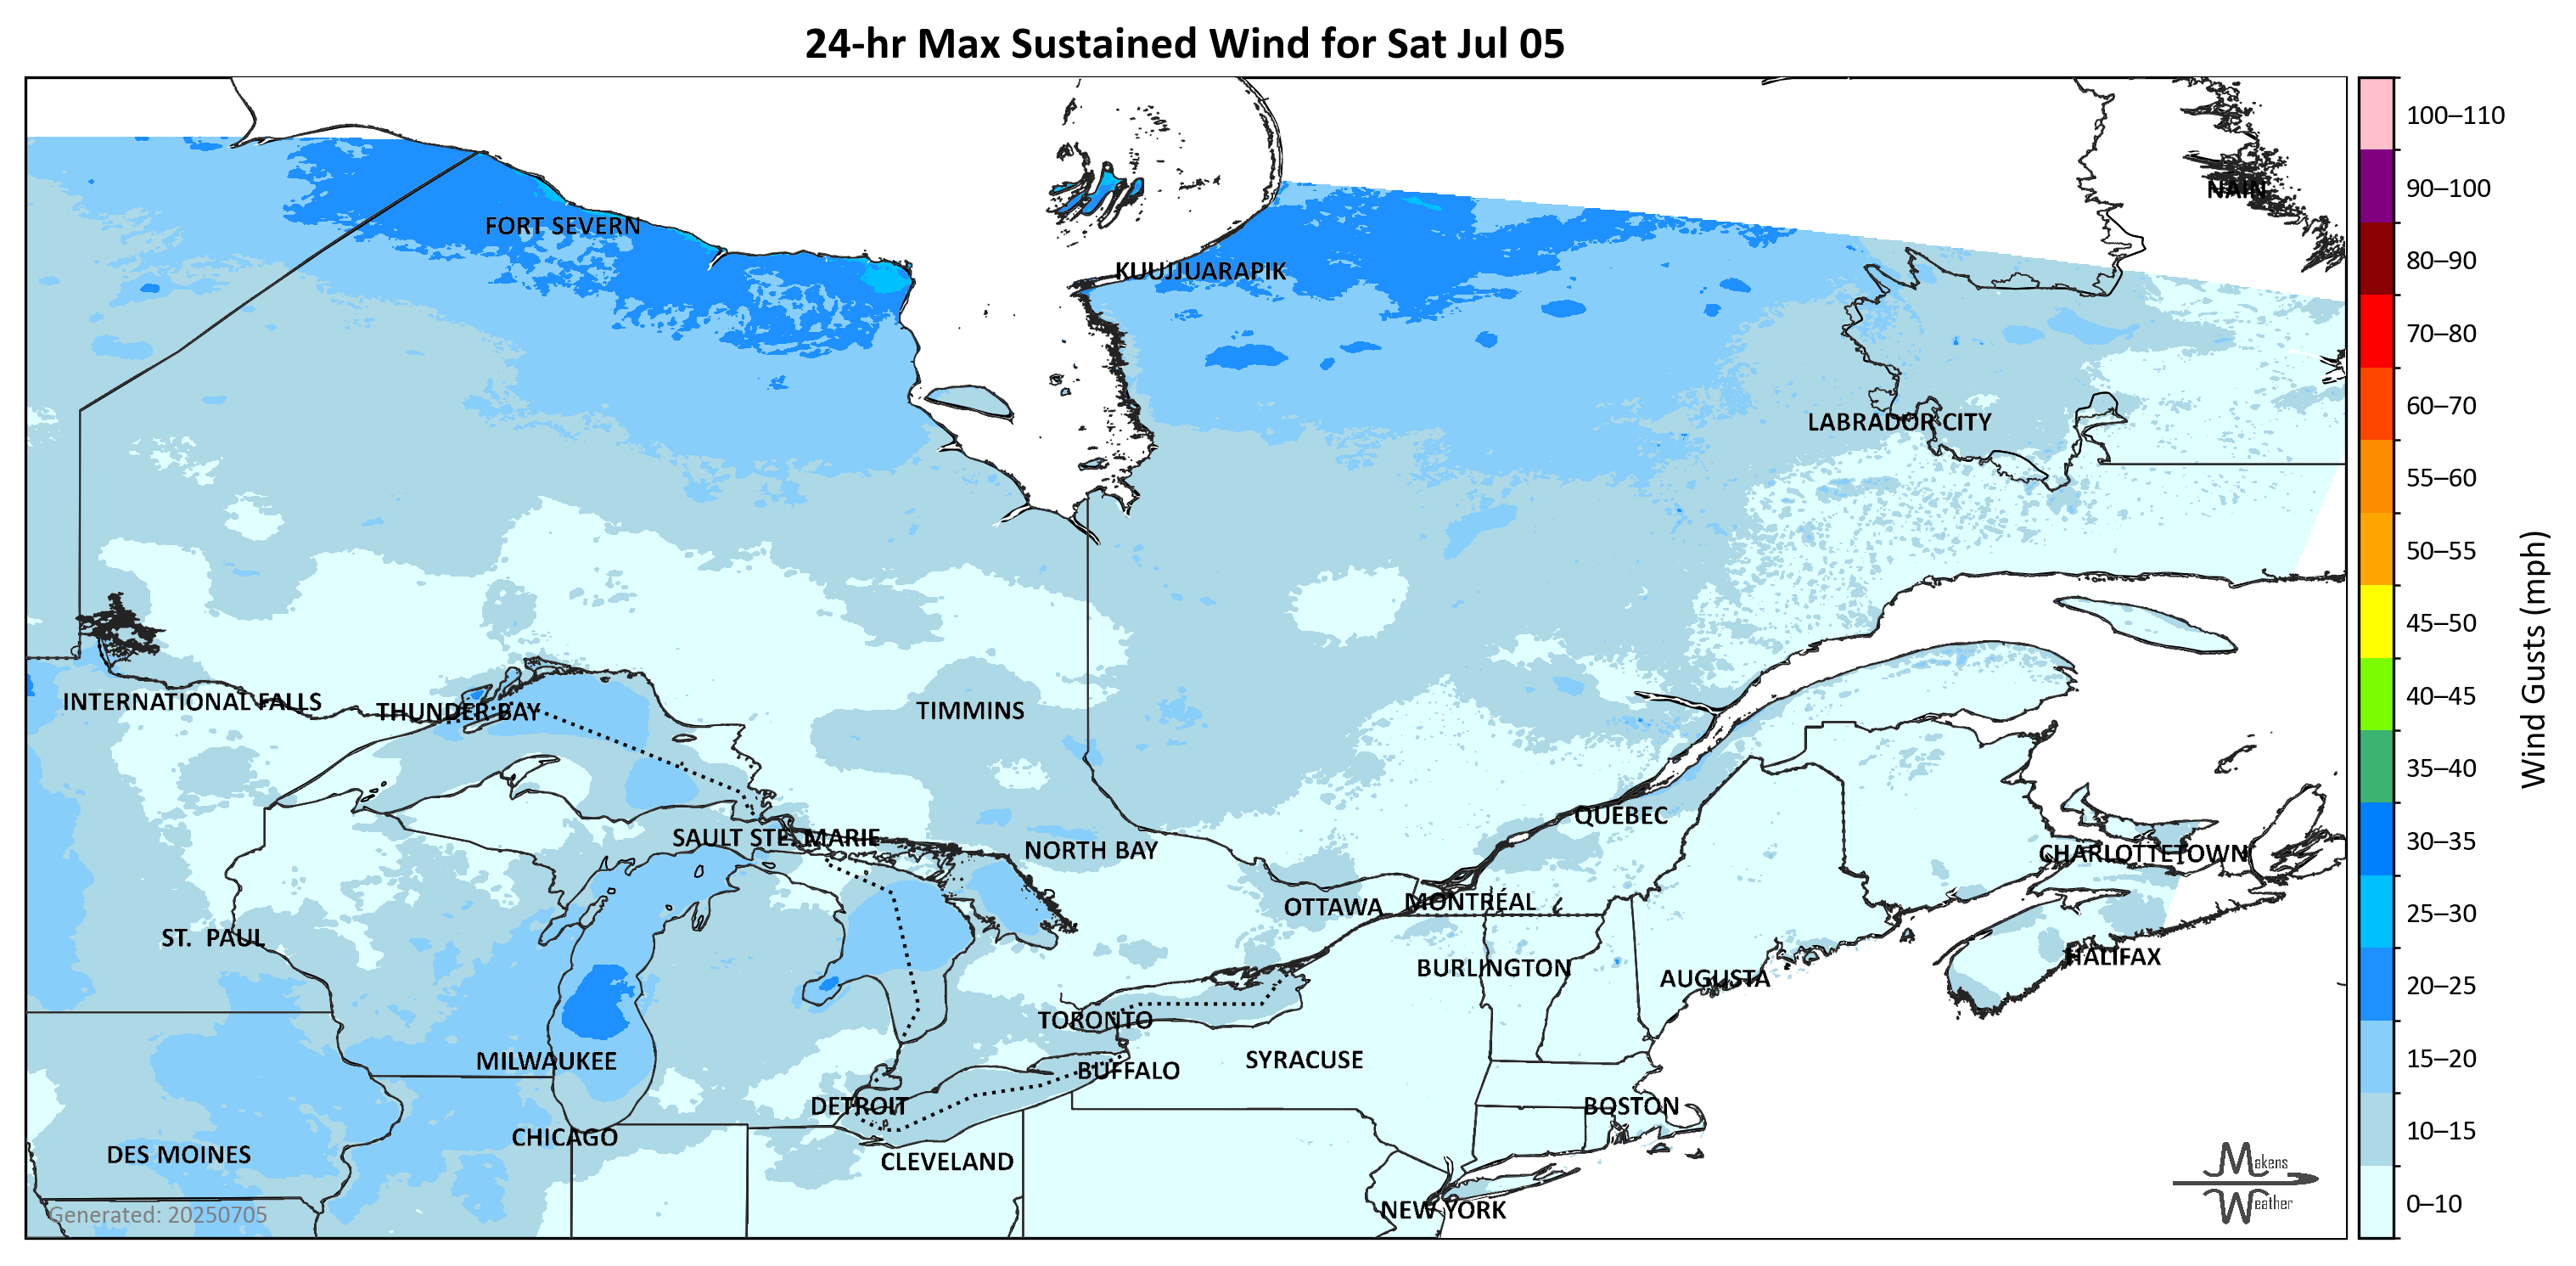 24-hr Max Sustained Wind for Sat Jul 05
100–110
90–100
80–90
70–80
60–70
55–60
50–55
45–50
40–45
35–40
30–35
25–30
20–25
15–20
10–15
0–10
Wind Gusts (mph)
NAIN
FORT SEVERN
KUUJJUARAPIK
LABRADOR CITY
INTERNATIONAL FALLS
THUNDER BAY
TIMMINS
QUEBEC
SAULT STE. MARIE
NORTH BAY
CHARLOTTETOWN
OTTAWA
MONTRÉAL
ST. PAUL
BURLINGTON
AUGUSTA
HALIFAX
TORONTO
MILWAUKEE
BUFFALO
SYRACUSE
DETROIT
BOSTON
CHICAGO
DES MOINES
CLEVELAND
NEW YORK
Generated: 20250705
Makens
Weather